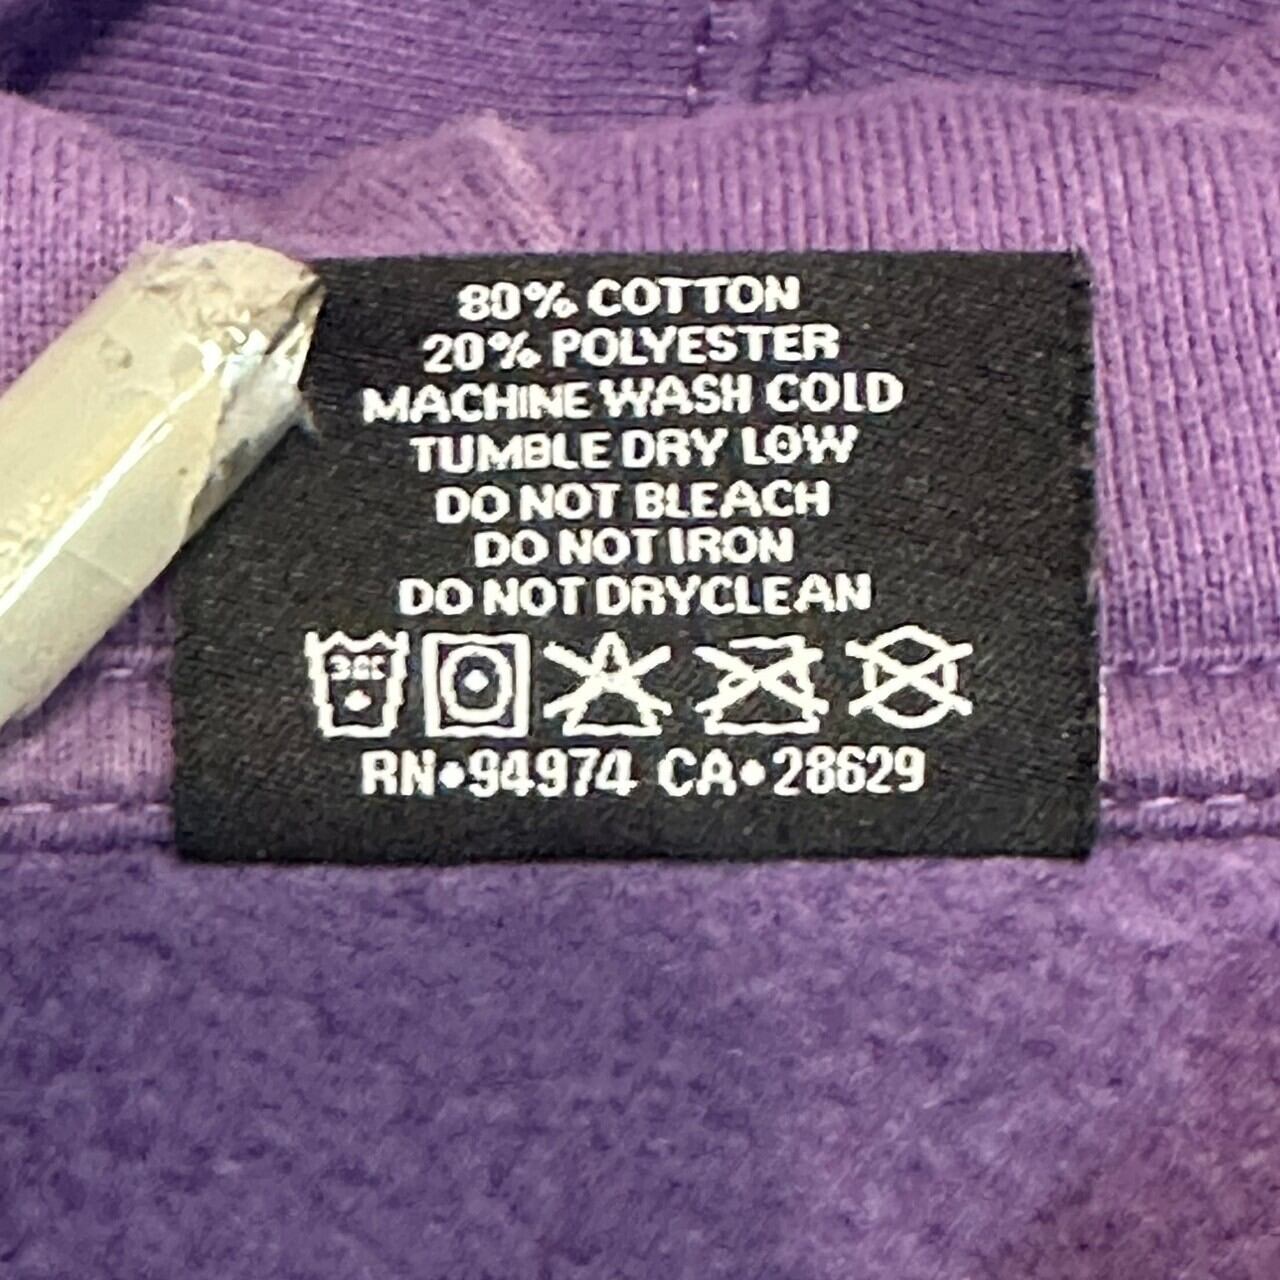 80% COTTON
20% POLYESTER
MACHINE WASH COLD
TUMBLE DRY LOW
DO NOT BLEACH
DO NOT IRON
DO NOT DRYCLEAN
RN•94974 CA•28629